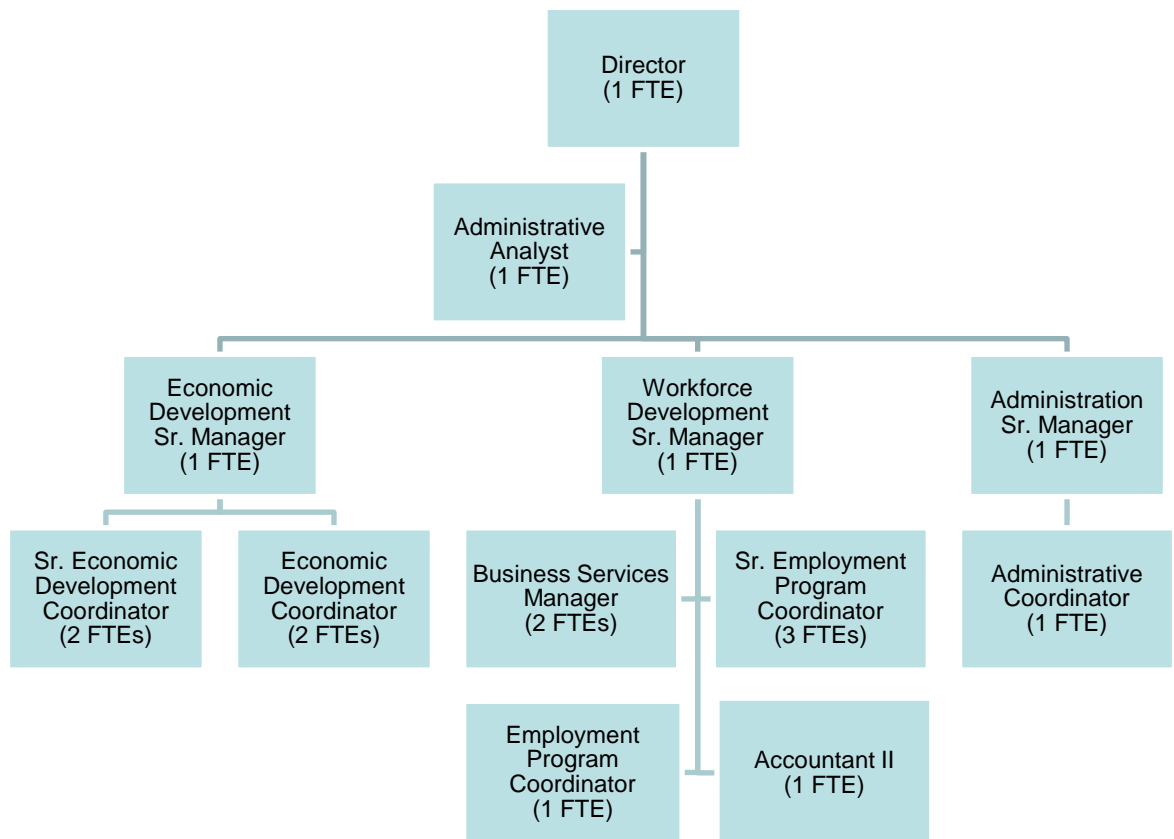 Director
(1 FTE)
Administrative
Analyst
(1 FTE)
Economic
Development
Sr. Manager
(1 FTE)
Workforce
Development
Sr. Manager
(1 FTE)
Administration
Sr. Manager
(1 FTE)
Sr. Economic
Development
Coordinator
(2 FTEs)
Economic
Development
Coordinator
(2 FTEs)
Business Services
Manager
(2 FTEs)
Sr. Employment
Program
Coordinator
(3 FTEs)
Administrative
Coordinator
(1 FTE)
Employment
Program
Coordinator
(1 FTE)
Accountant II
(1 FTE)